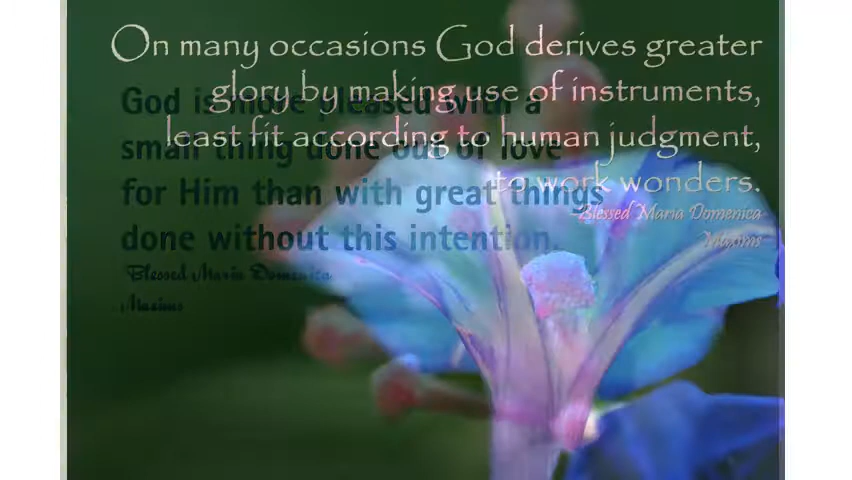 On many occasions God derives greater
glory by making use of instruments,
least fit according to human judgment,
to work wonders.
Blessed Maria Domenica
Maxims
God is more pleased with a
small thing done out of love
for Him than with great things
done without this intention.
Blessed Maria Domenica
Maxims